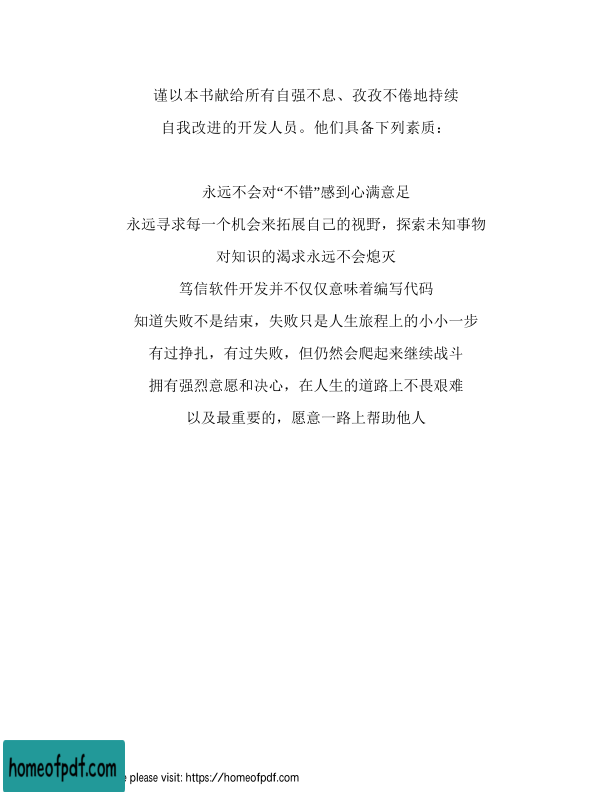 谨以本书献给所有自强不息、孜孜不倦地持续
自我改进的开发人员。他们具备下列素质：
永远不会对“不错”感到心满意足
永远寻求每一个机会来拓展自己的视野，探索未知事物
对知识的渴求永远不会熄灭
笃信软件开发并不仅仅意味着编写代码
知道失败不是结束，失败只是人生旅程上的小小一步
有过挣扎，有过失败，但仍然会爬起来继续战斗
拥有强烈意愿和决心，在人生的道路上不畏艰难
以及最重要的，愿意一路上帮助他人
homeofpdf.com
e please visit: https://homeofpdf.com